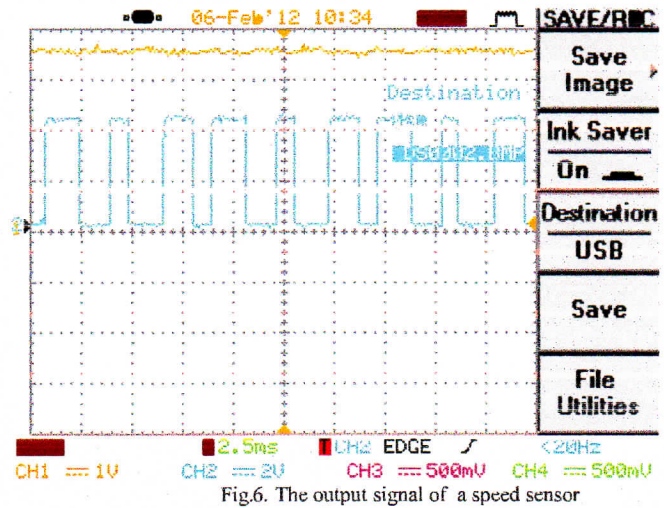 06-Feb'12 10:34
SAVE/REC
Save
Image
Destination
Ink Saver
On
Destination
USB
Save
File
Utilities
2.5ms
T CH2 EDGE
<20Hz
CH1 1V
CH2 2V
CH3 500mV
CH4 500mV
Fig.6. The output signal of a speed sensor